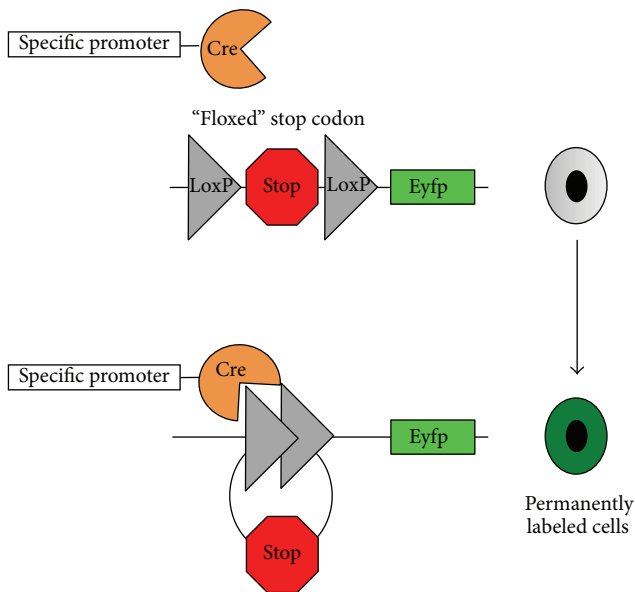 Specific promoter
Cre
“Floxed” stop codon
LoxP
Stop
LoxP
Eyfp
Specific promoter
Cre
Eyfp
Stop
Permanently
labeled cells